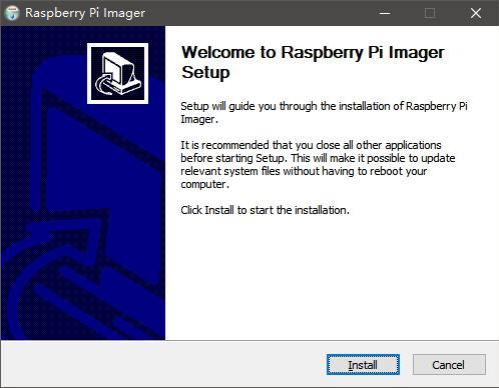 Raspberry Pi Imager
Welcome to Raspberry Pi Imager
Setup
Setup will guide you through the installation of Raspberry Pi
Imager.
It is recommended that you close all other applications
before starting Setup. This will make it possible to update
relevant system files without having to reboot your
computer.
Click Install to start the installation.
Install
Cancel